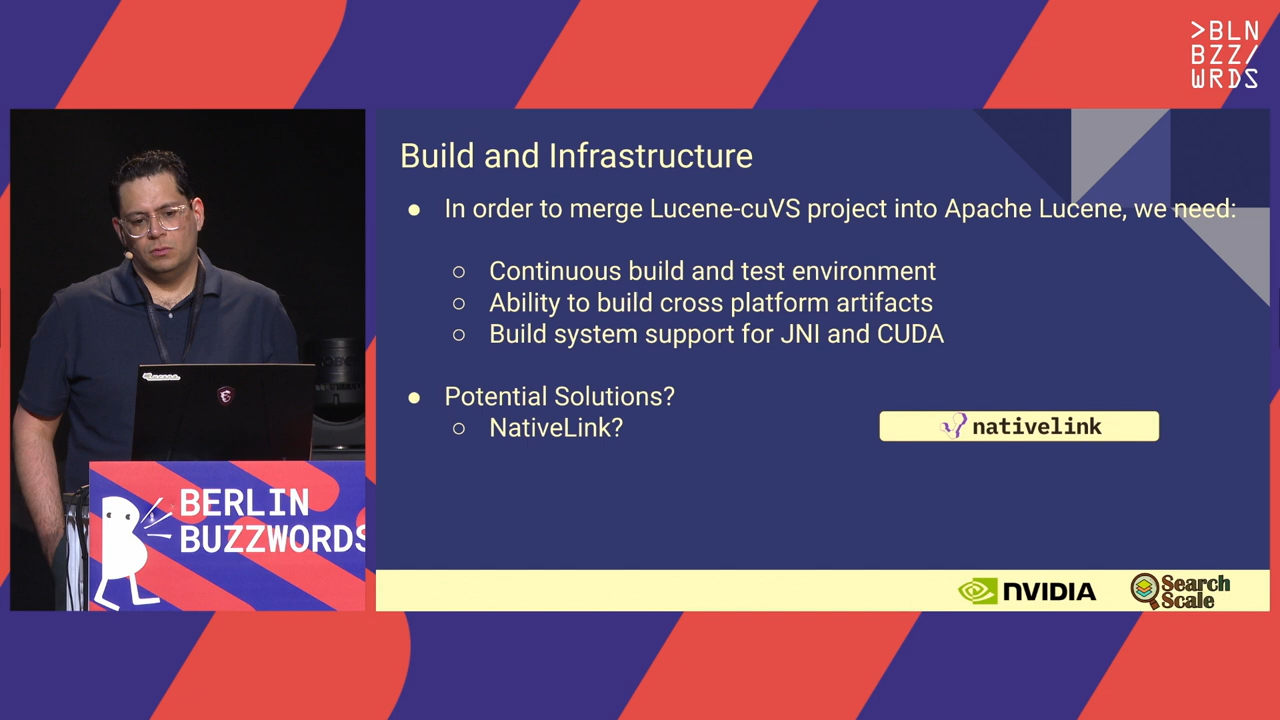 >BLN
BZZ/
WRDS
Build and Infrastructure
● In order to merge Lucene-cuVS project into Apache Lucene, we need:
○ Continuous build and test environment
○ Ability to build cross platform artifacts
○ Build system support for JNI and CUDA
● Potential Solutions?
○ NativeLink?
nativelink
BERLIN
BUZZWORDS
NVIDIA
Search
Scale